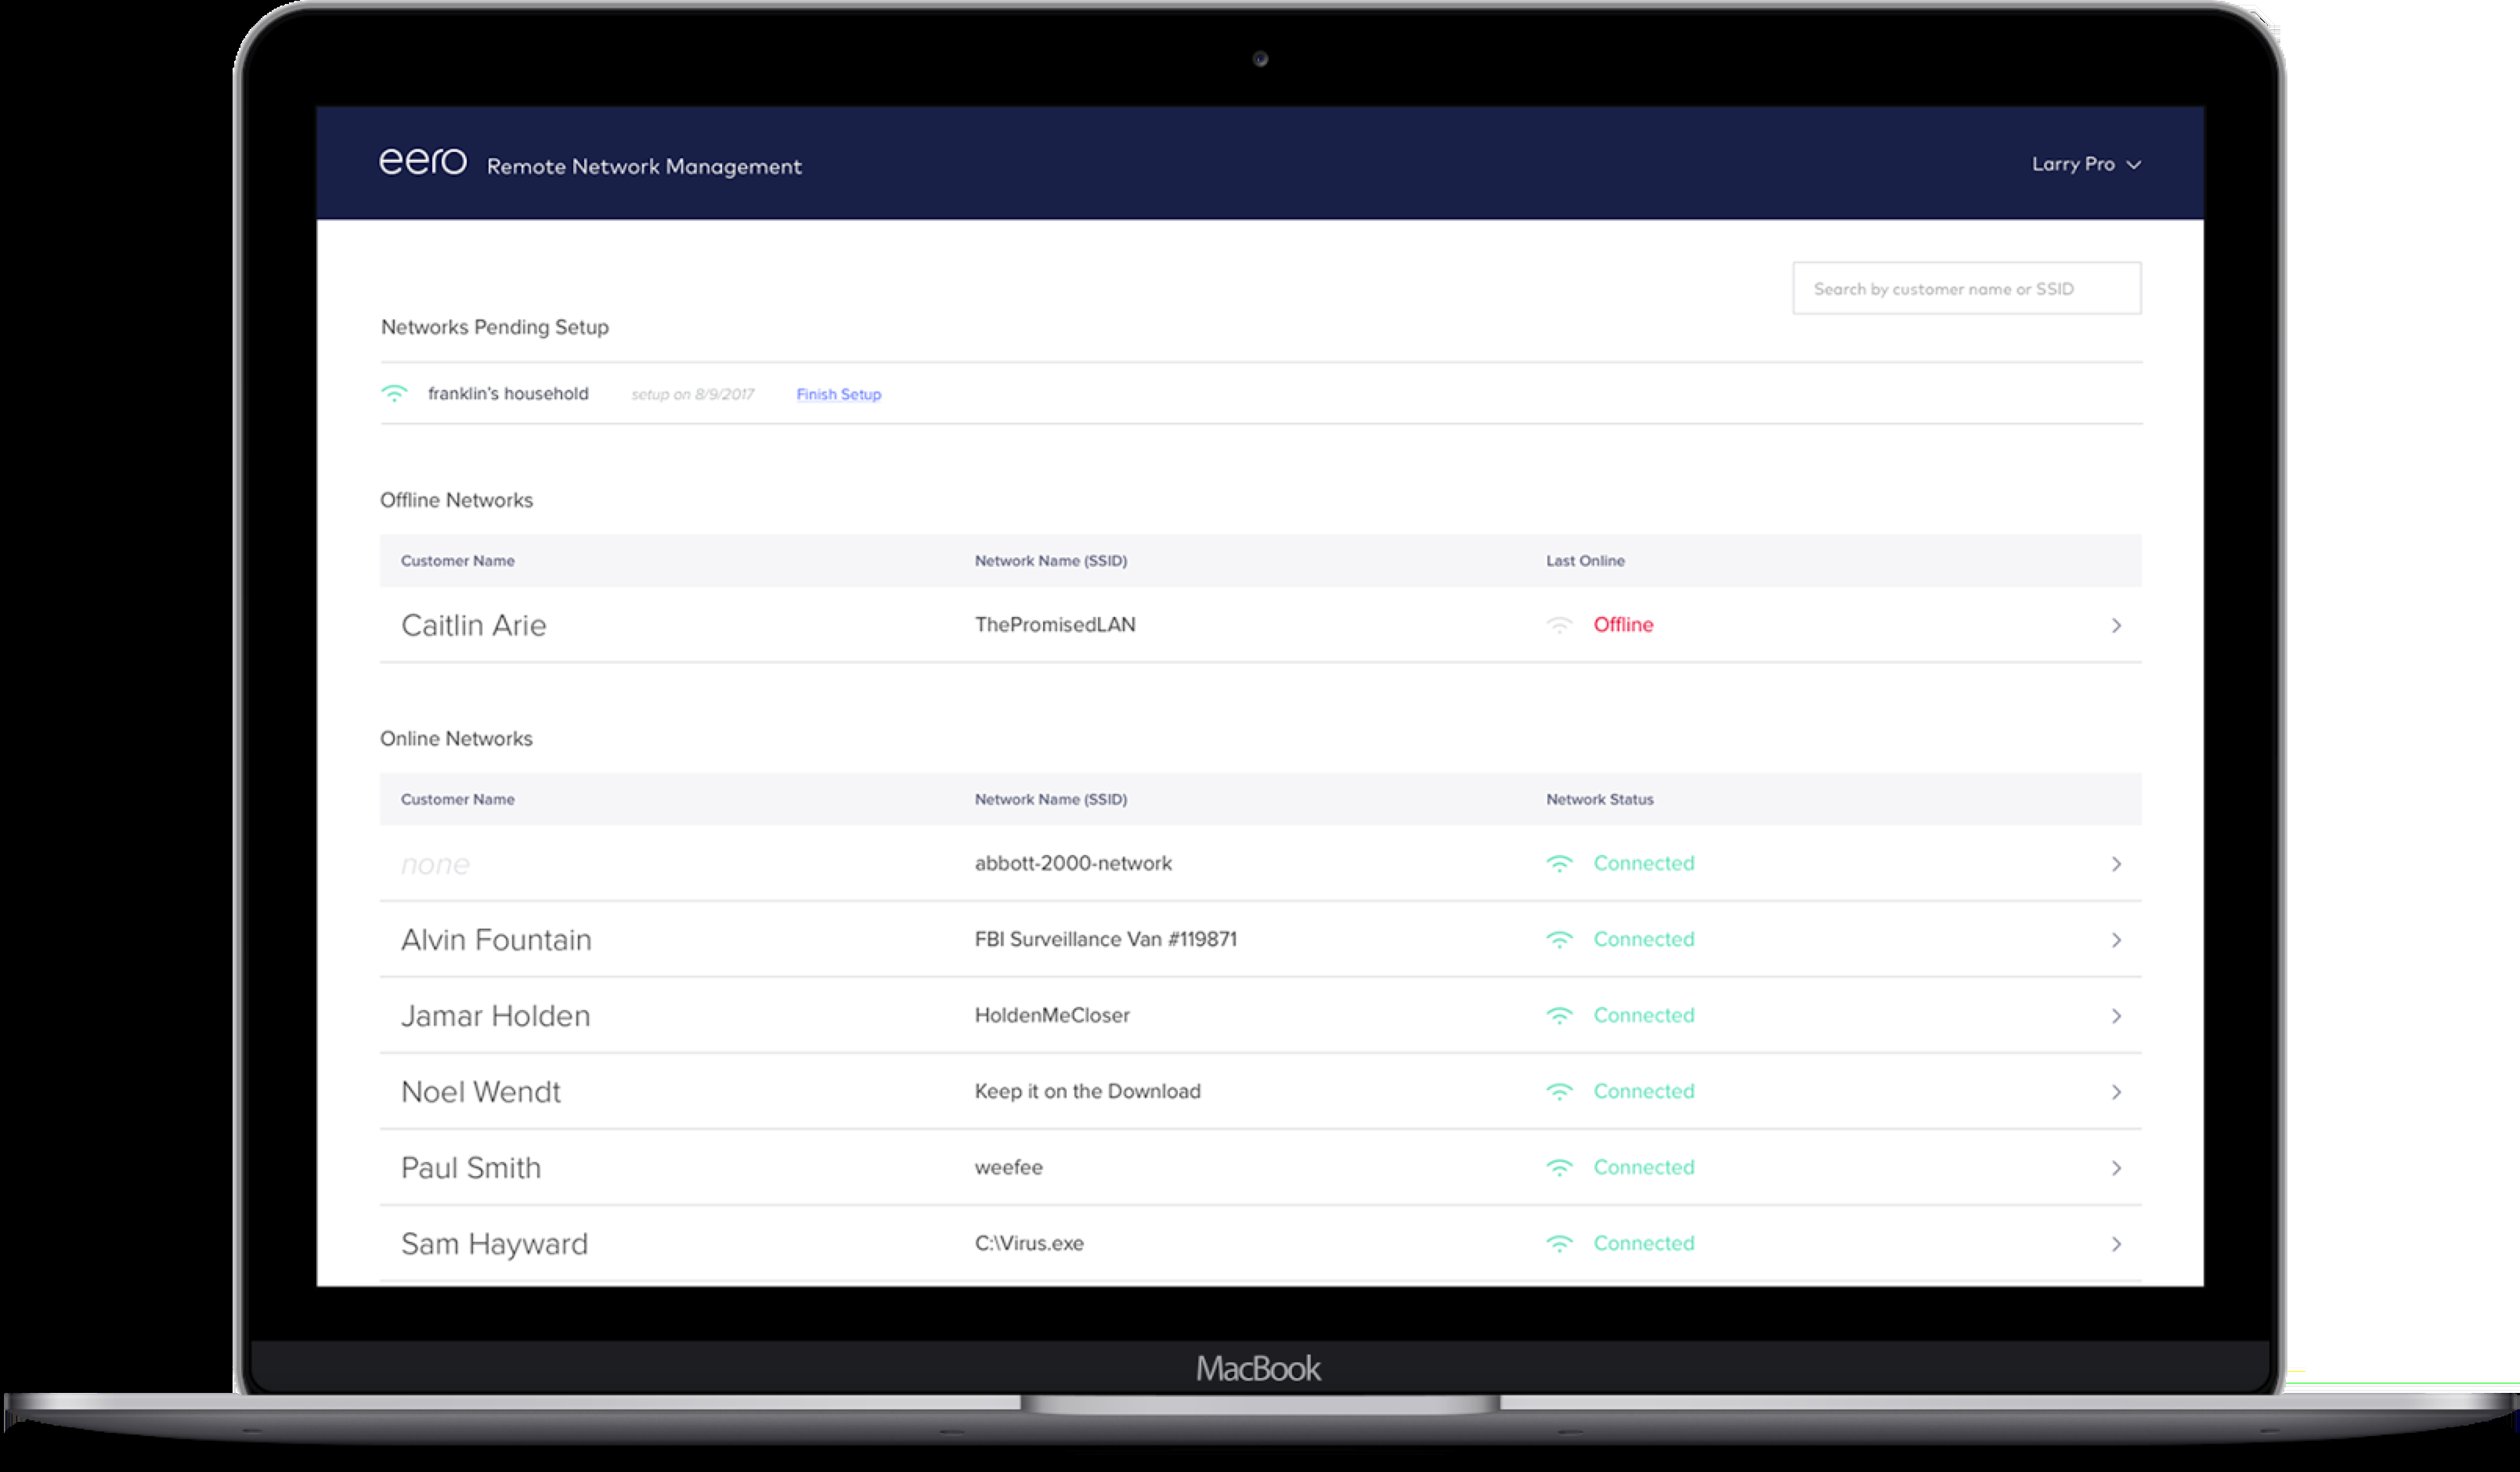 eero Remote Network Management
Larry Pro
Search by customer name or SSID
Networks Pending Setup
franklin's household setup on 8/9/2017 Finish Setup
Offline Networks
Customer Name Network Name (SSID) Last Online
Caitlin Arie ThePromisedLAN Offline
Online Networks
Customer Name Network Name (SSID) Network Status
none abbott-2000-network Connected
Alvin Fountain FBI Surveillance Van #119871 Connected
Jamar Holden HoldenMeCloser Connected
Noel Wendt Keep it on the Download Connected
Paul Smith weefee Connected
Sam Hayward C:\Virus.exe Connected
MacBook